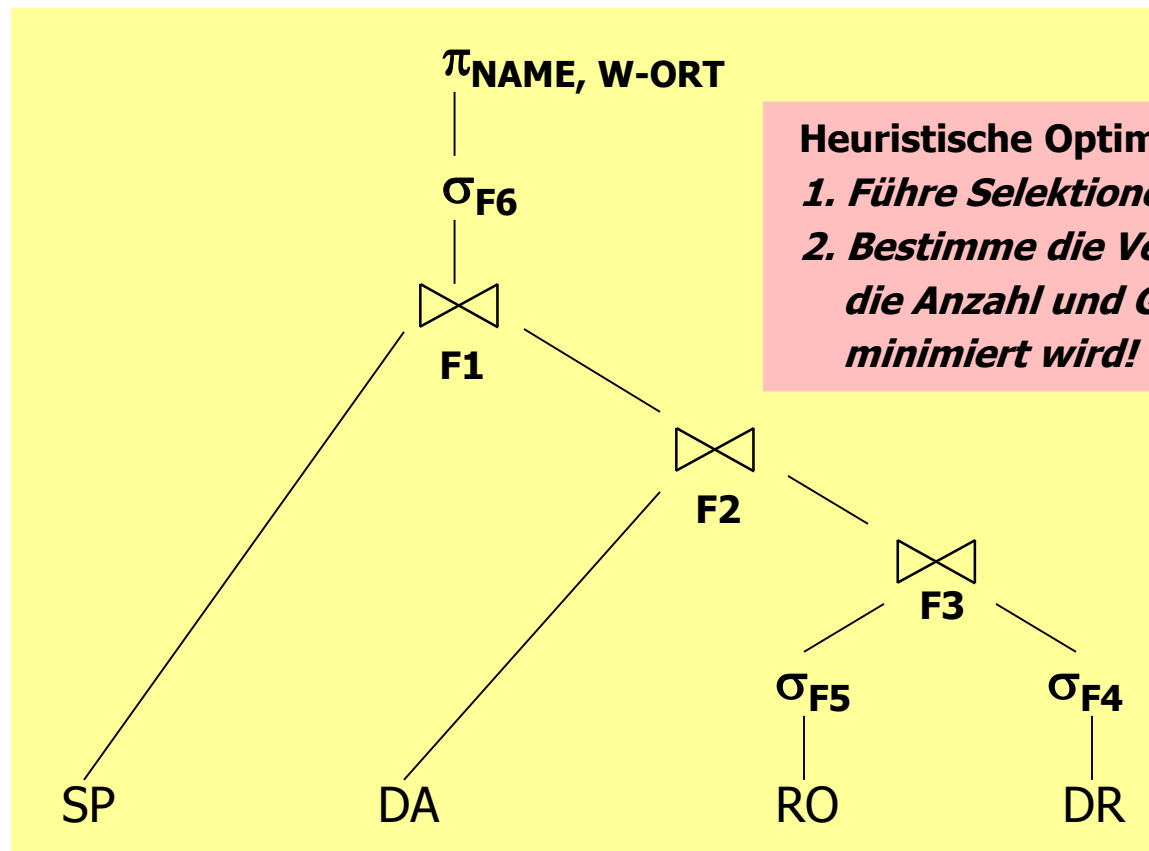 πNAME, W-ORT
Heuristische Optim
1. Führe Selektione
σF6
2. Bestimme die Ve
die Anzahl und G
minimiert wird!
F1
F2
F3
σF5 σF4
SP DA RO DR